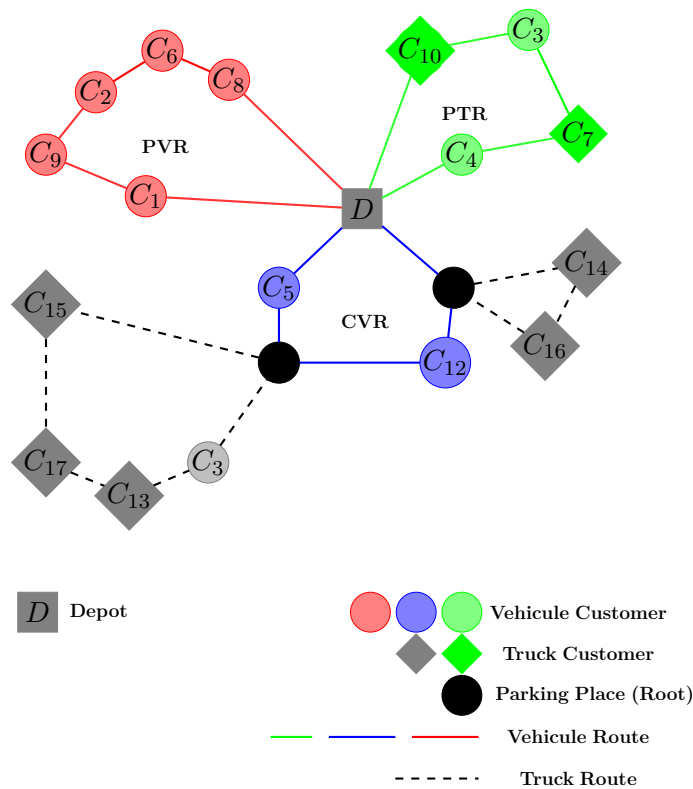 C3
C10
C6
C8
C2
PTR
C7
PVR
C9
C4
C1
D
C14
C5
C15
CVR
C16
C12
C3
C17
C13
D Depot
Vehicule Customer
Truck Customer
Parking Place (Root)
Vehicule Route
Truck Route